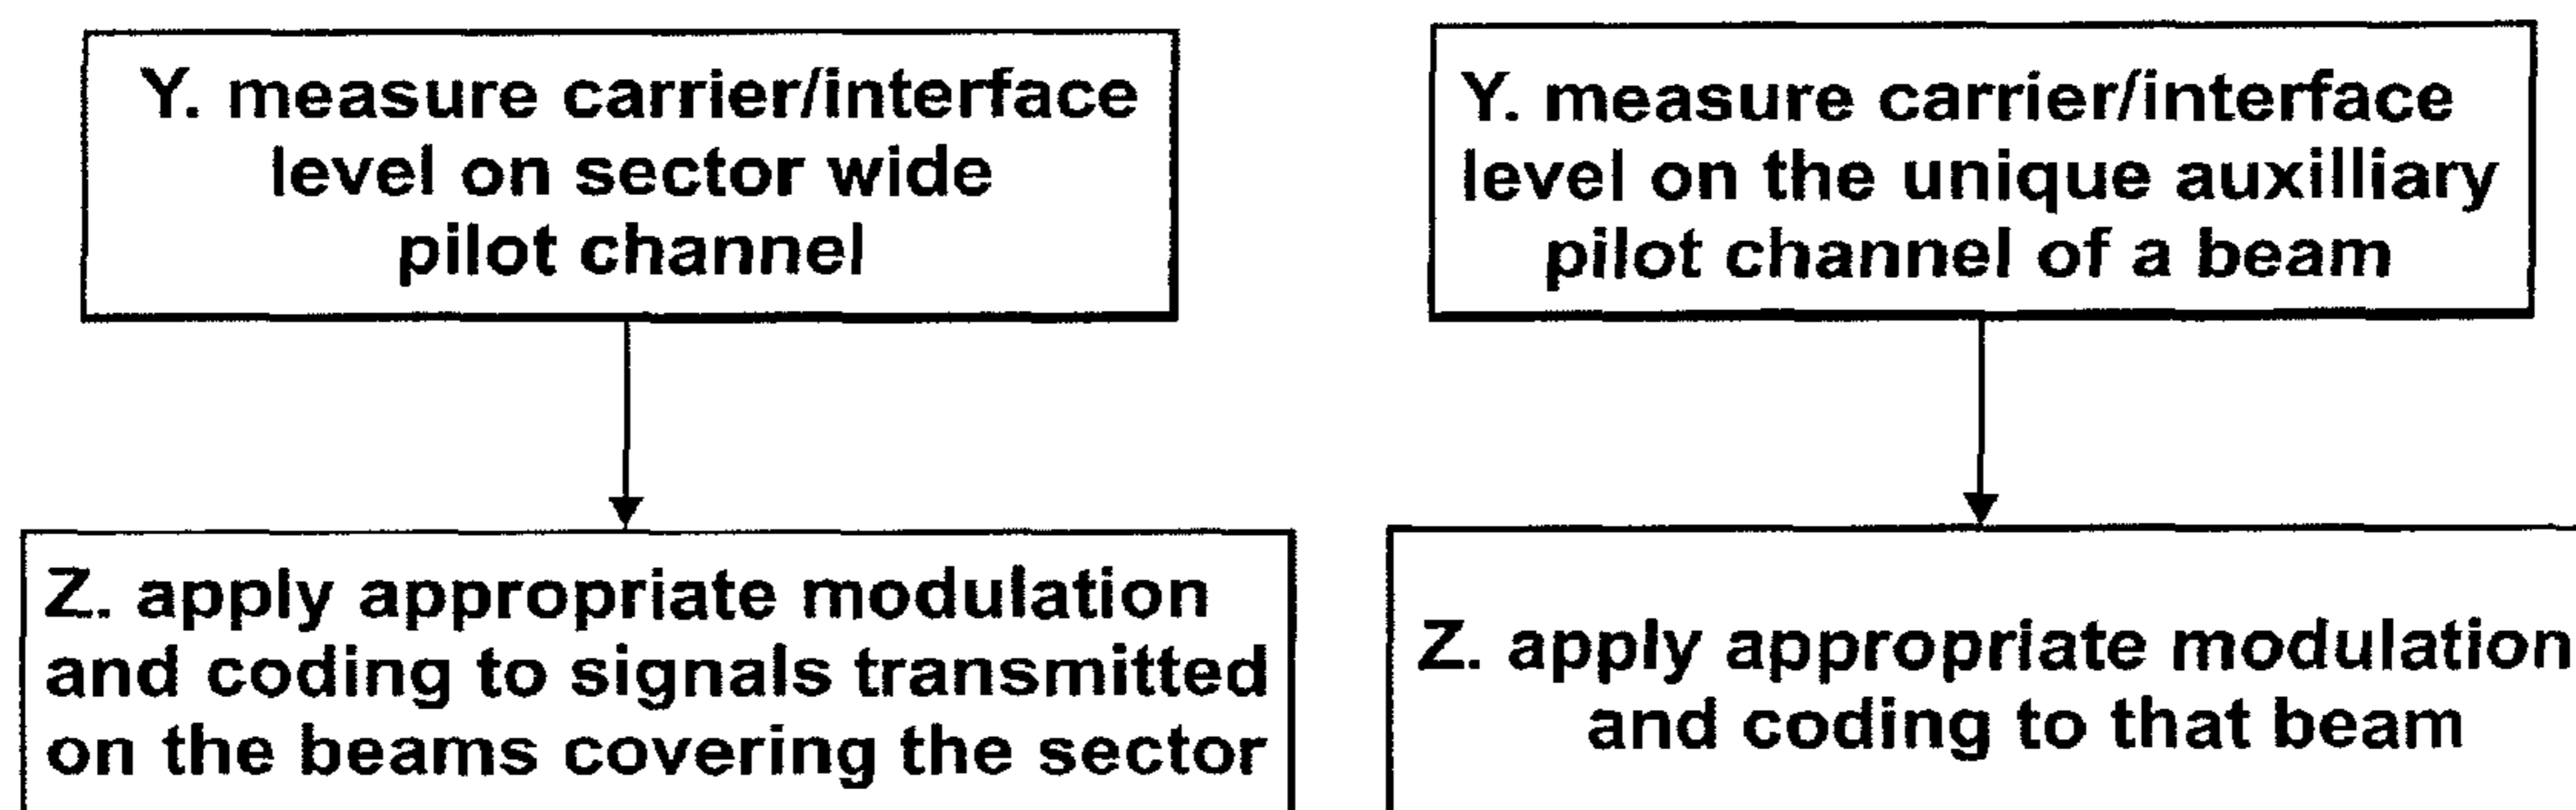 Y. measure carrier/interface
level on sector wide
pilot channel
Z. apply appropriate modulation
and coding to signals transmitted
on the beams covering the sector
Y. measure carrier/interface
level on the unique auxilliary
pilot channel of a beam
Z. apply appropriate modulation
and coding to that beam